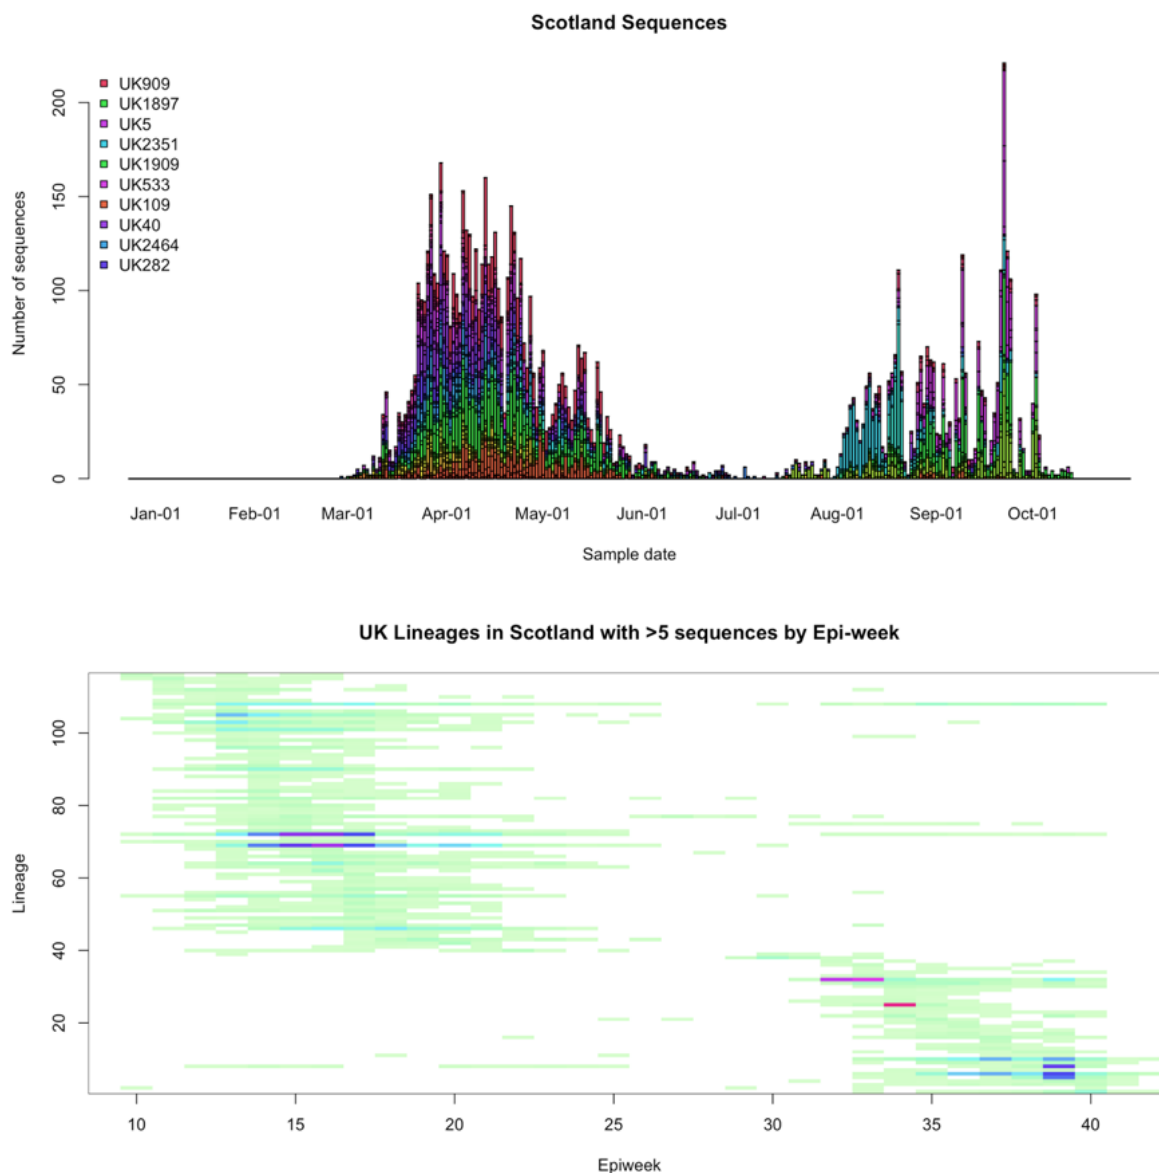 Scotland Sequences
Number of sequences
200
150
100
50
0
UK909
UK1897
UK5
UK2351
UK1909
UK533
UK109
UK40
UK2464
UK282
Jan-01 Feb-01 Mar-01 Apr-01 May-01 Jun-01 Jul-01 Aug-01 Sep-01 Oct-01
Sample date
UK Lineages in Scotland with >5 sequences by Epi-week
Lineage
100
80
60
40
20
10 15 20 25 30 35 40
Epiweek